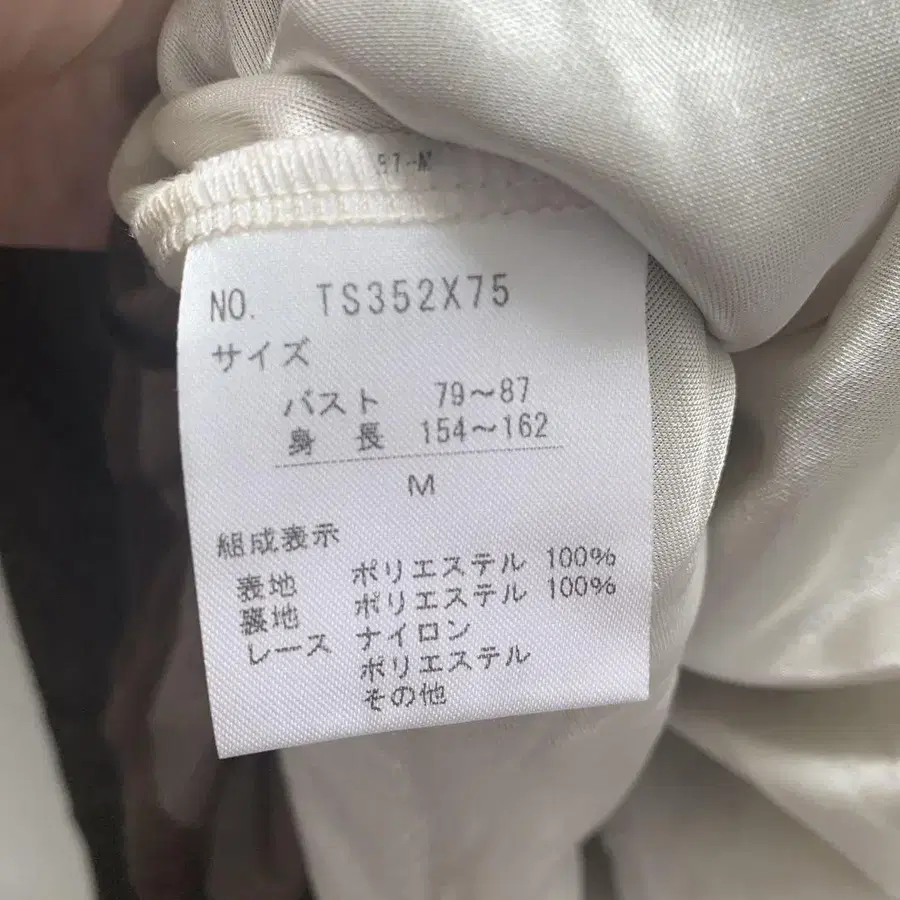 NO. TS352X75
サイズ
バスト 79～87
身長 154～162
M
組成表示
表地 ポリエステル 100%
裏地 ポリエステル 100%
レース ナイロン
ポリエステル
その他